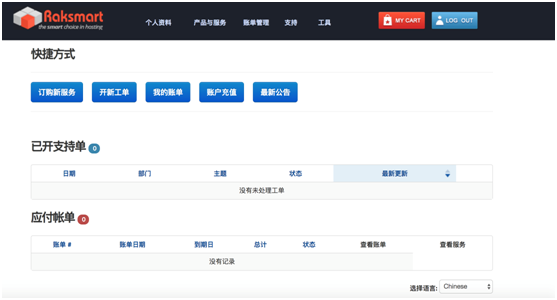 Raksmart
the smart choice in hosting
个人资料 产品与服务 账单管理 支持 工具
MY CART LOG OUT
快捷方式
订购新服务 开新工单 我的账单 账户充值 最新公告
已开支持单 0
日期 部门 主题 状态 最新更新
没有未处理工单
应付帐单 0
账单 # 账单日期 到期日 总计 状态 查看账单 查看服务
没有记录
选择语言: Chinese